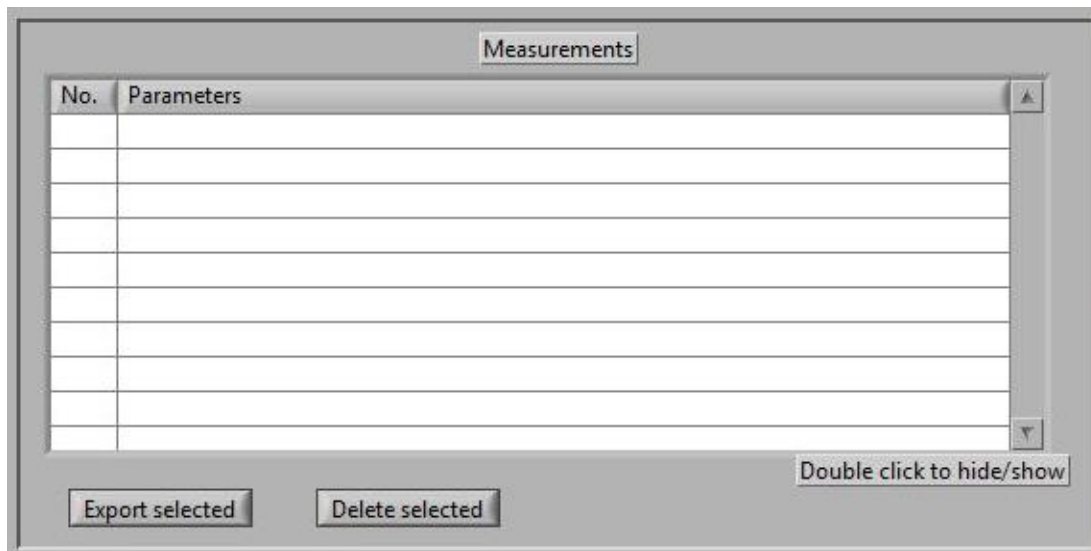 Measurements
No. Parameters
Double click to hide/show
Export selected Delete selected